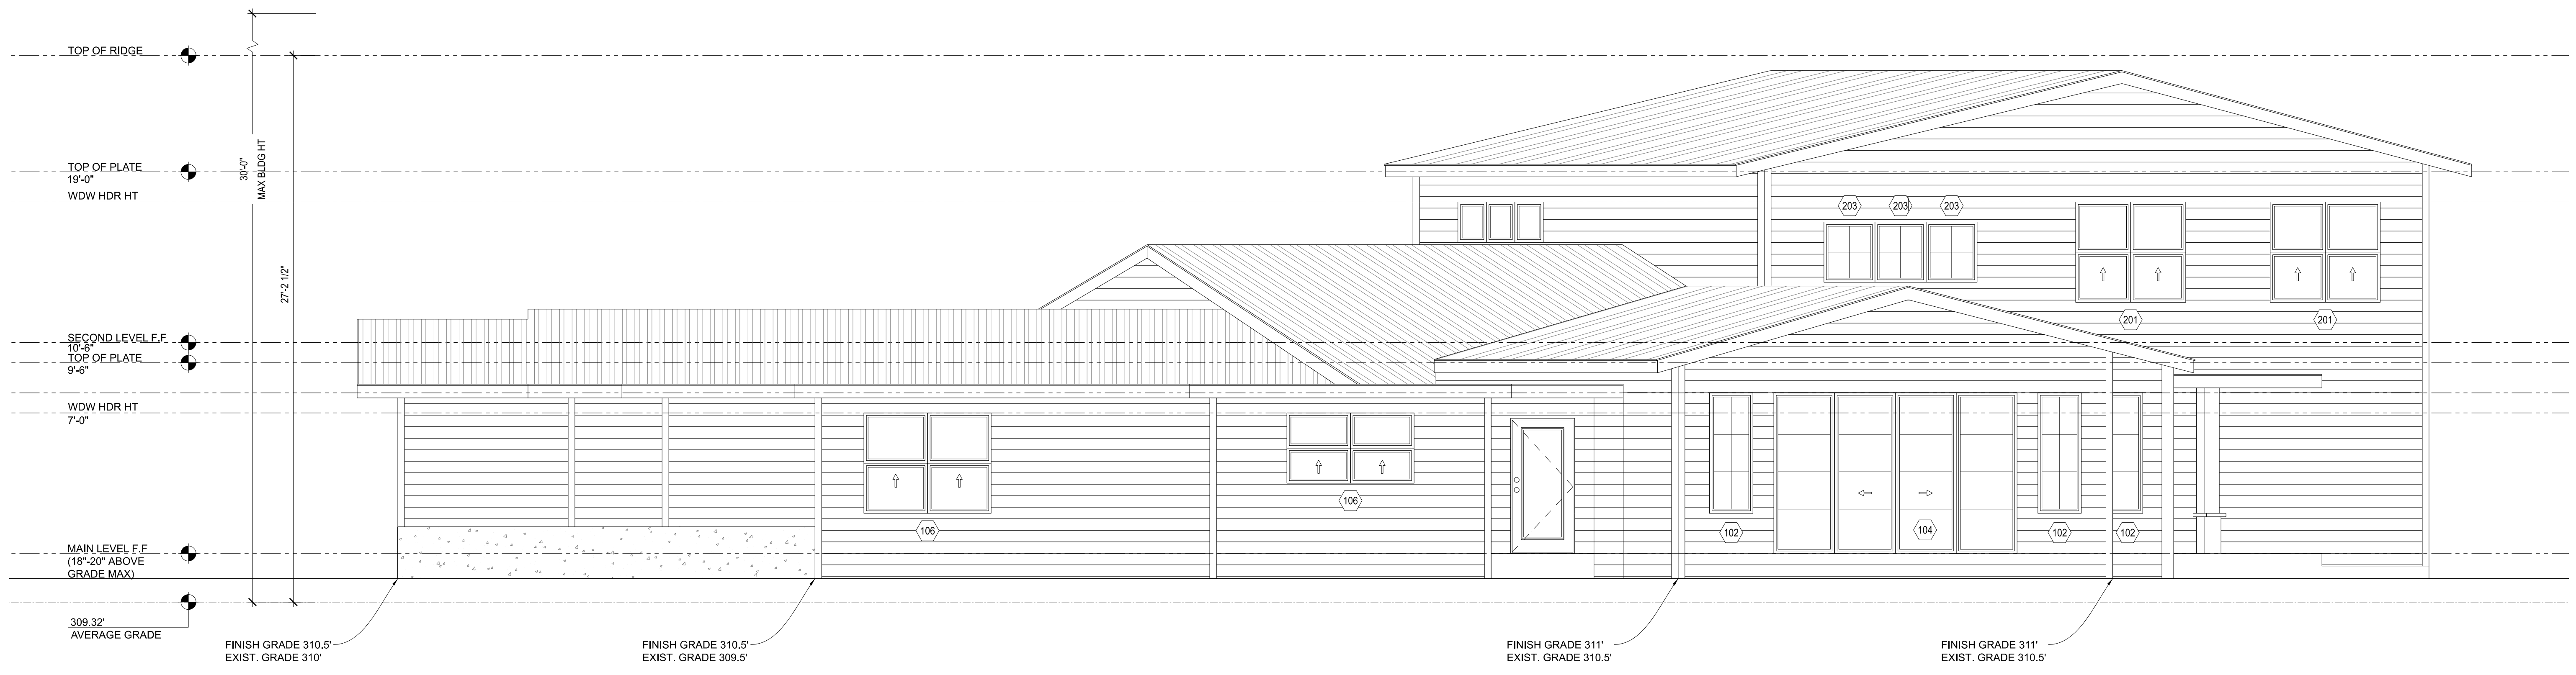 TOP OF RIDGE
30'-0"
MAX BLDG HT
27'-2 1/2"
TOP OF PLATE
19'-0"
WDW HDR HT
203
203
203
201
201
SECOND LEVEL F.F
10'-6"
TOP OF PLATE
9'-6"
WDW HDR HT
7'-0"
106
106
102
104
102
102
MAIN LEVEL F.F
(18"-20" ABOVE
GRADE MAX)
309.32'
AVERAGE GRADE
FINISH GRADE 310.5'
EXIST. GRADE 310'
FINISH GRADE 310.5'
EXIST. GRADE 309.5'
FINISH GRADE 311'
EXIST. GRADE 310.5'
FINISH GRADE 311'
EXIST. GRADE 310.5'